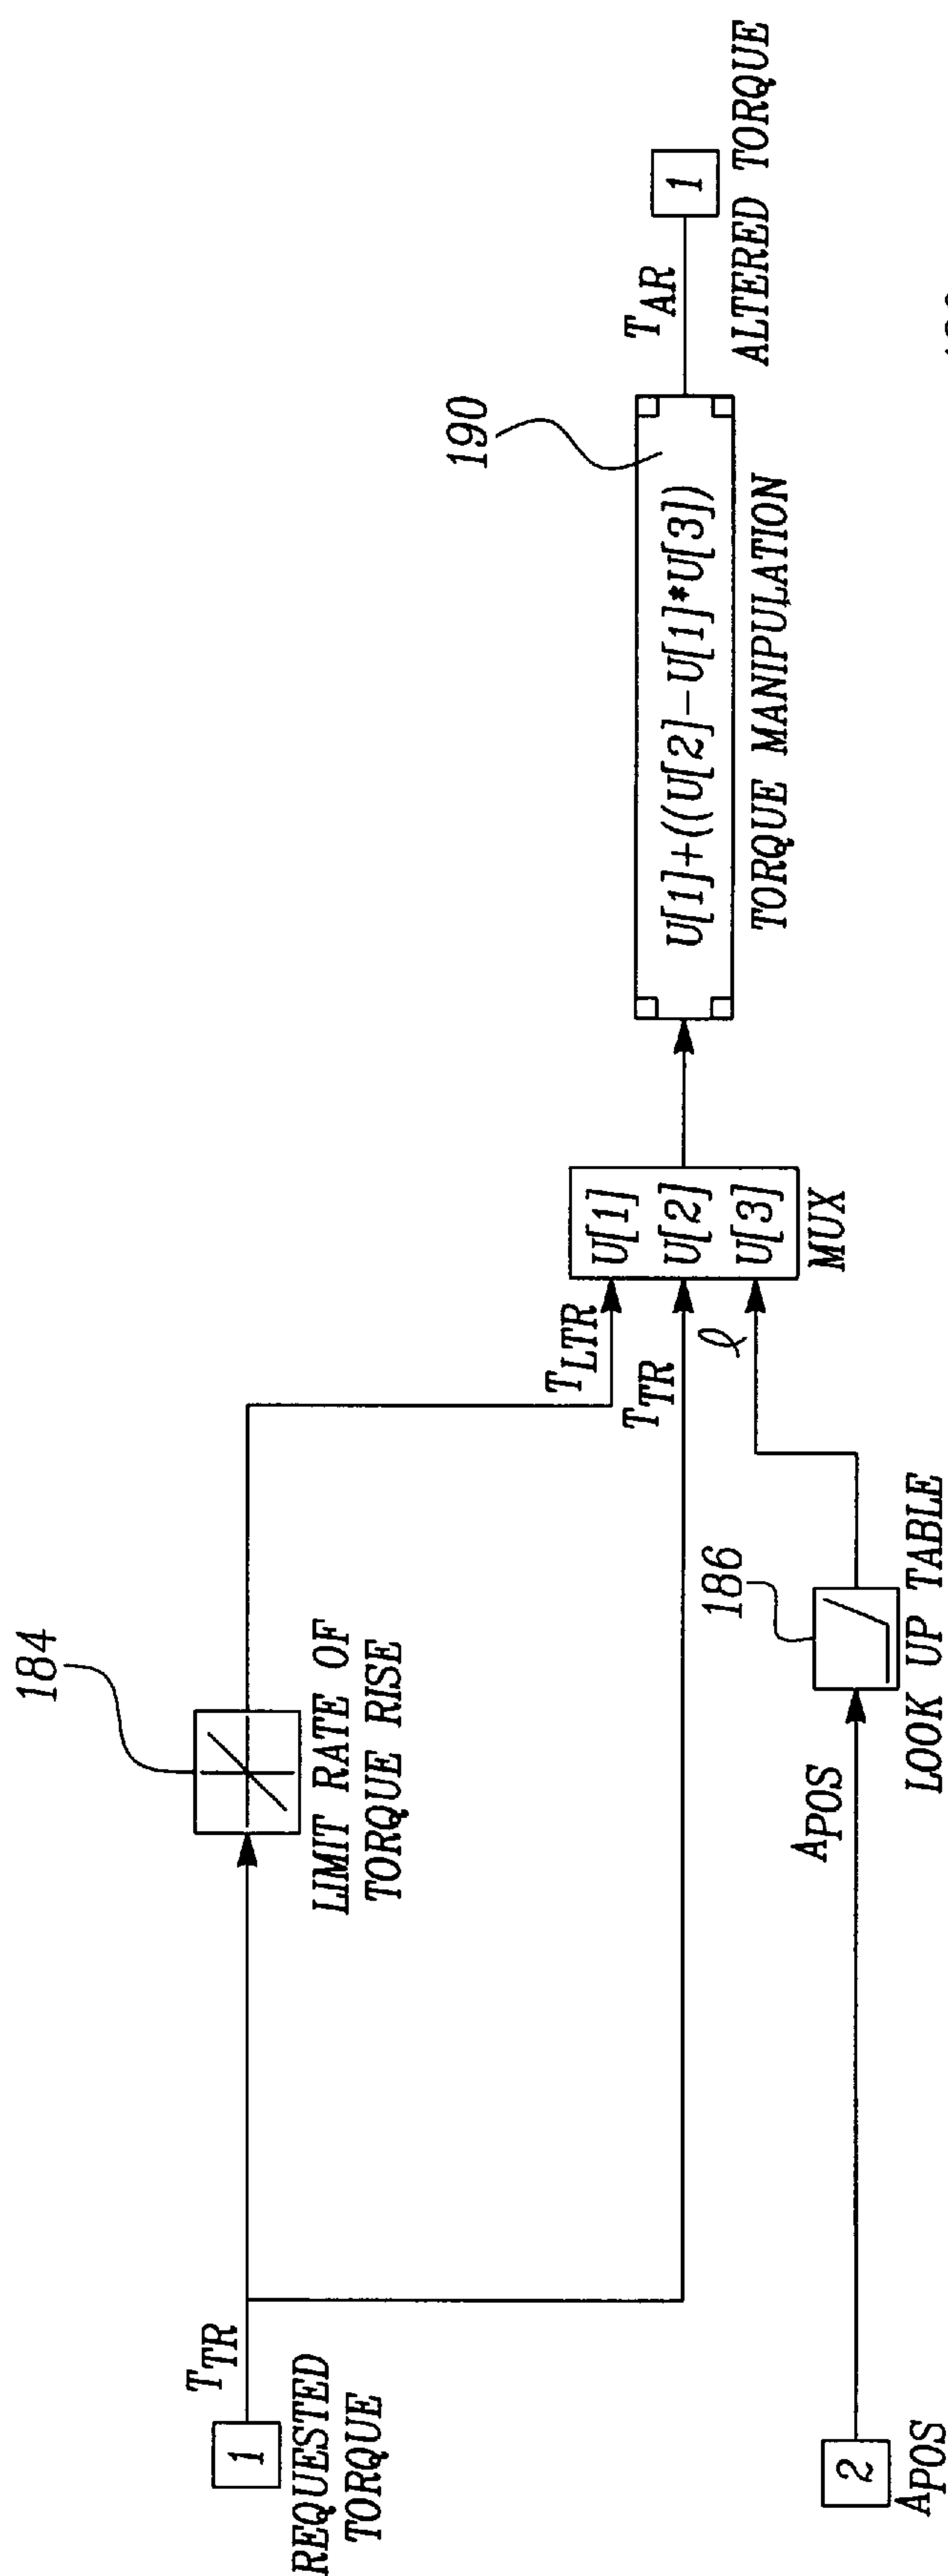 184
T_TR
1
REQUESTED
TORQUE
LIMIT RATE OF
TORQUE RISE
T_LTR
T_TR
ℓ
U[1]
U[2]
U[3]
MUX
190
U[1]+((U[2]-U[1]*U[3])
TORQUE MANIPULATION
T_AR
1
ALTERED TORQUE
2
A_POS
A_POS
186
LOOK UP TABLE